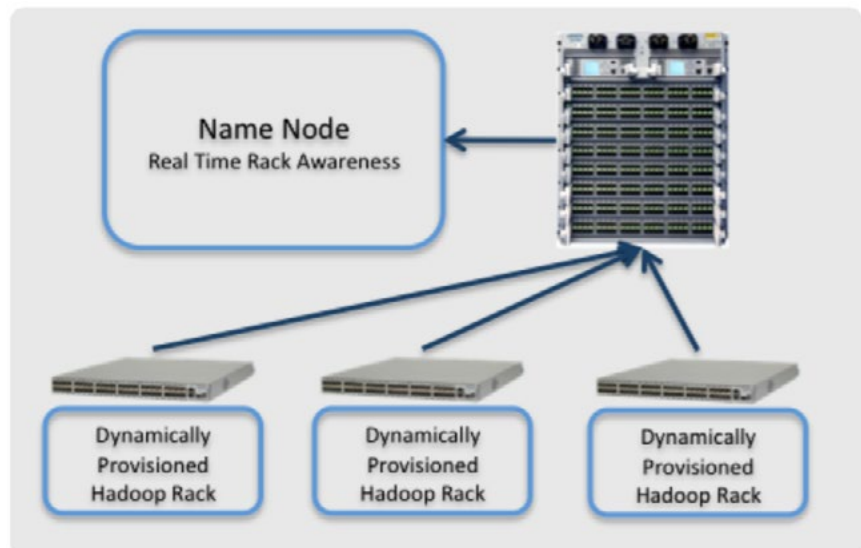 Name Node
Real Time Rack Awareness
Dynamically
Provisioned
Hadoop Rack
Dynamically
Provisioned
Hadoop Rack
Dynamically
Provisioned
Hadoop Rack